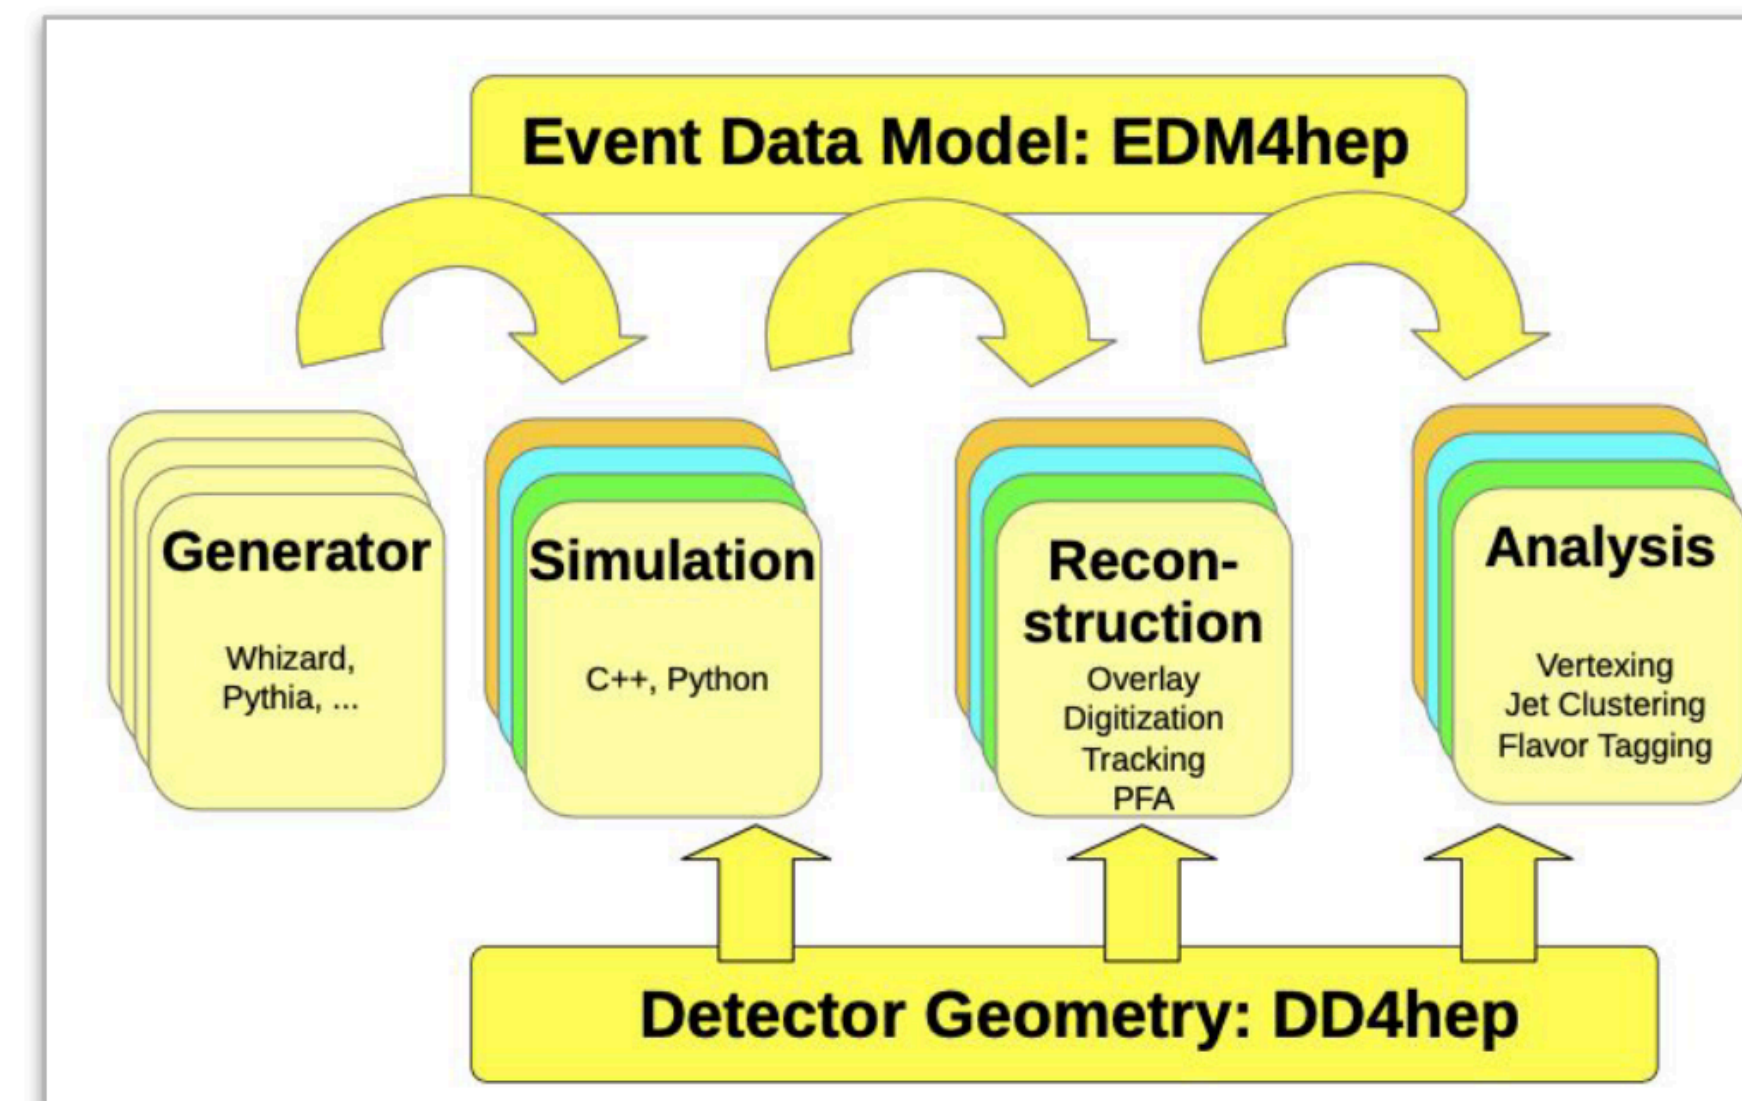 Event Data Model: EDM4hep
Generator
Whizard,
Pythia, ...
Simulation
C++, Python
Recon-
struction
Overlay
Digitization
Tracking
PFA
Analysis
Vertexing
Jet Clustering
Flavor Tagging
Detector Geometry: DD4hep